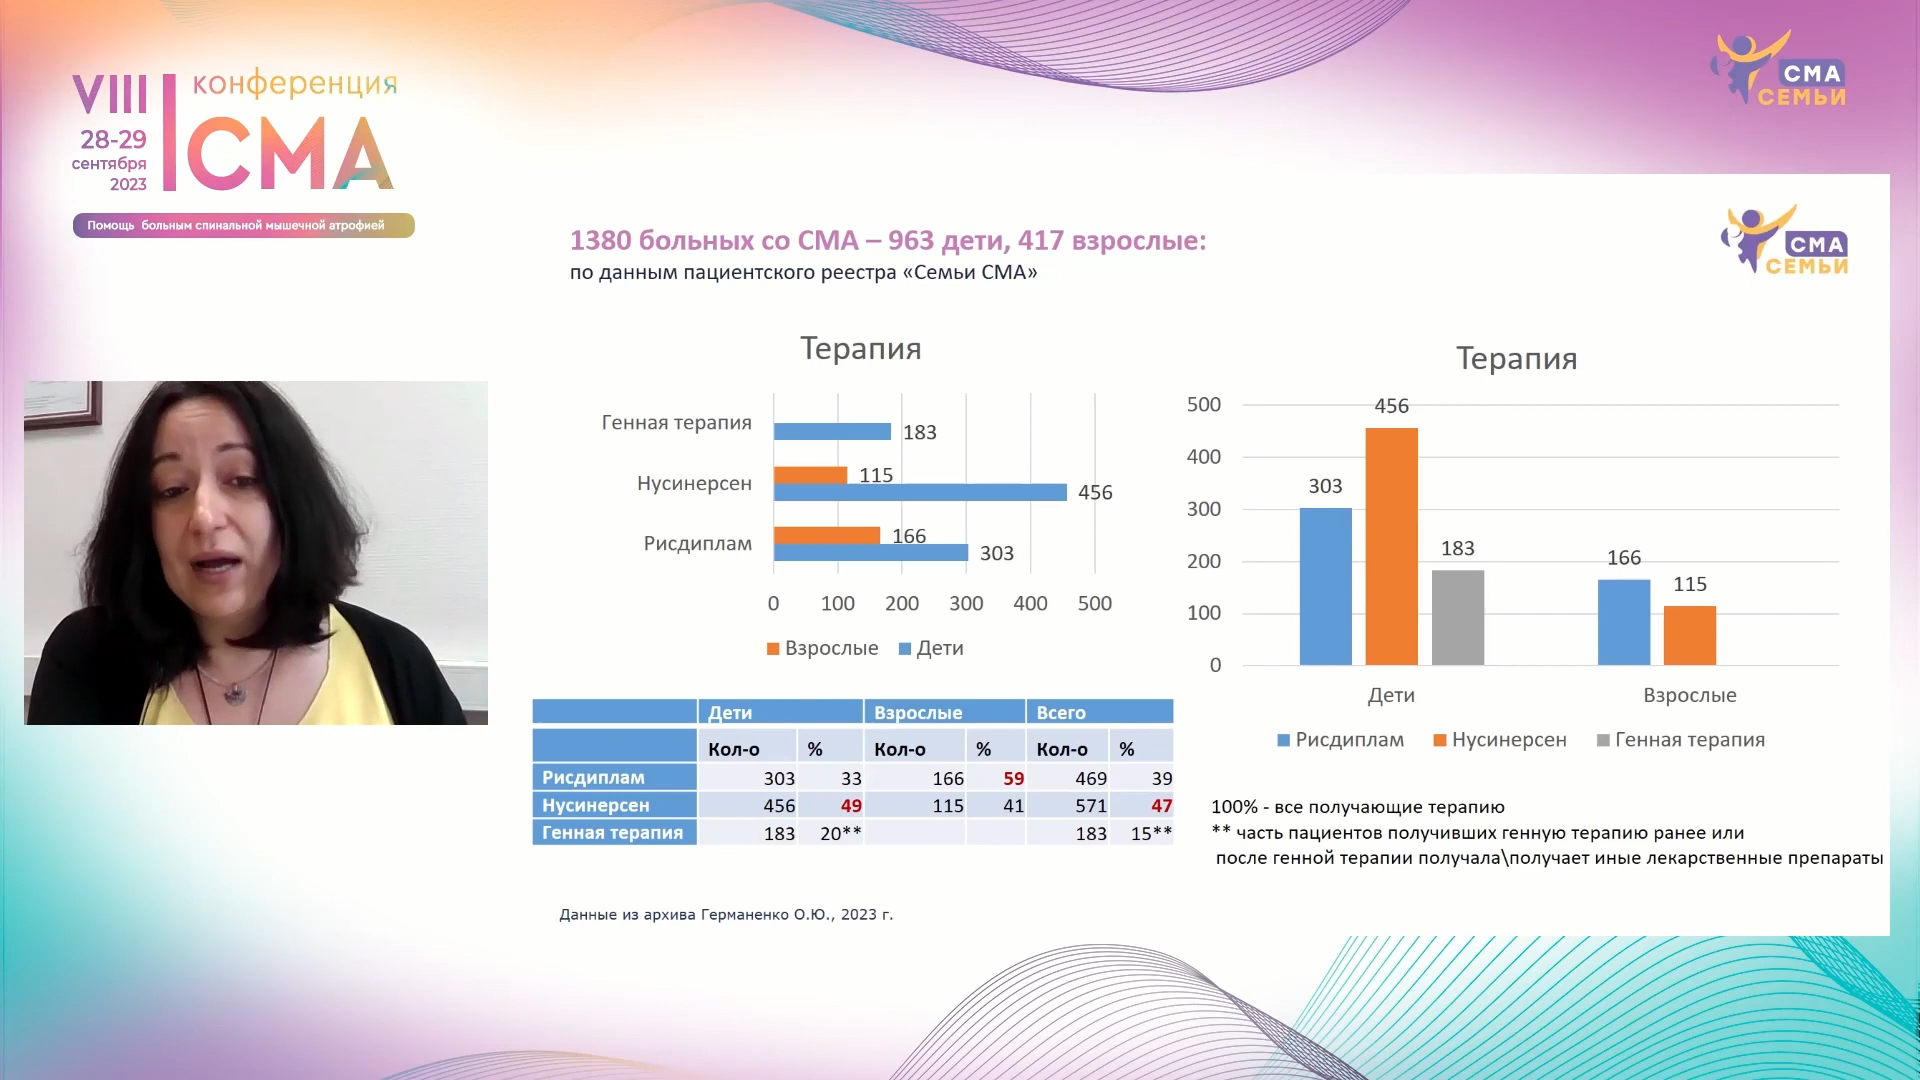 VIII
28-29
сентября
2023
конференция
СМА
Помощь больным спинальной мышечной атрофией
СМА
СЕМЬИ
СМА
СЕМЬИ
1380 больных со СМА – 963 дети, 417 взрослые:
по данным пациентского реестра «Семьи СМА»
Терапия
Генная терапия 183
Нусинерсен 115 456
Рисдиплам 166 303
0 100 200 300 400 500
Взрослые Дети
Терапия
500
400
300
200
100
0
303 456 183 166 115
Дети Взрослые
Рисдиплам Нусинерсен Генная терапия
Дети Взрослые Всего
Кол-о % Кол-о % Кол-о %
Рисдиплам 303 33 166 59 469 39
Нусинерсен 456 49 115 41 571 47
Генная терапия 183 20** 183 15**
100% - все получающие терапию
** часть пациентов получивших генную терапию ранее или
после генной терапии получала\получает иные лекарственные препараты
Данные из архива Германенко О.Ю., 2023 г.